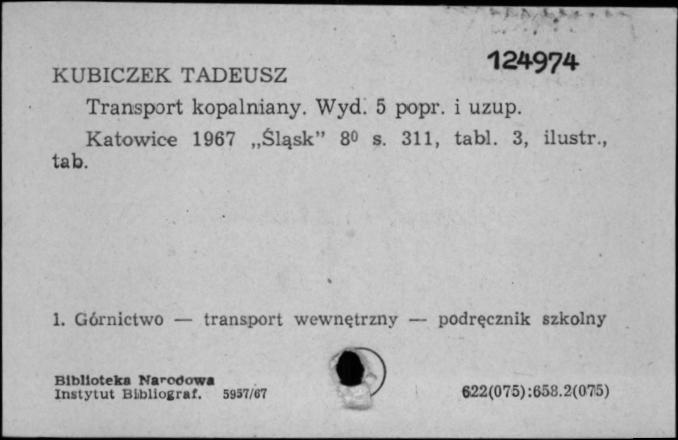 124974
KUBICZEK TADEUSZ
Transport kopalniany. Wyd. 5 popr. i uzup.
Katowice 1967 „Śląsk” 8⁰ s. 311, tabl. 3, ilustr.,
tab.
1. Górnictwo — transport wewnętrzny — podręcznik szkolny
Biblioteka Narodowa
Instytut Bibliograf. 5957/67
622(075):658.2(075)